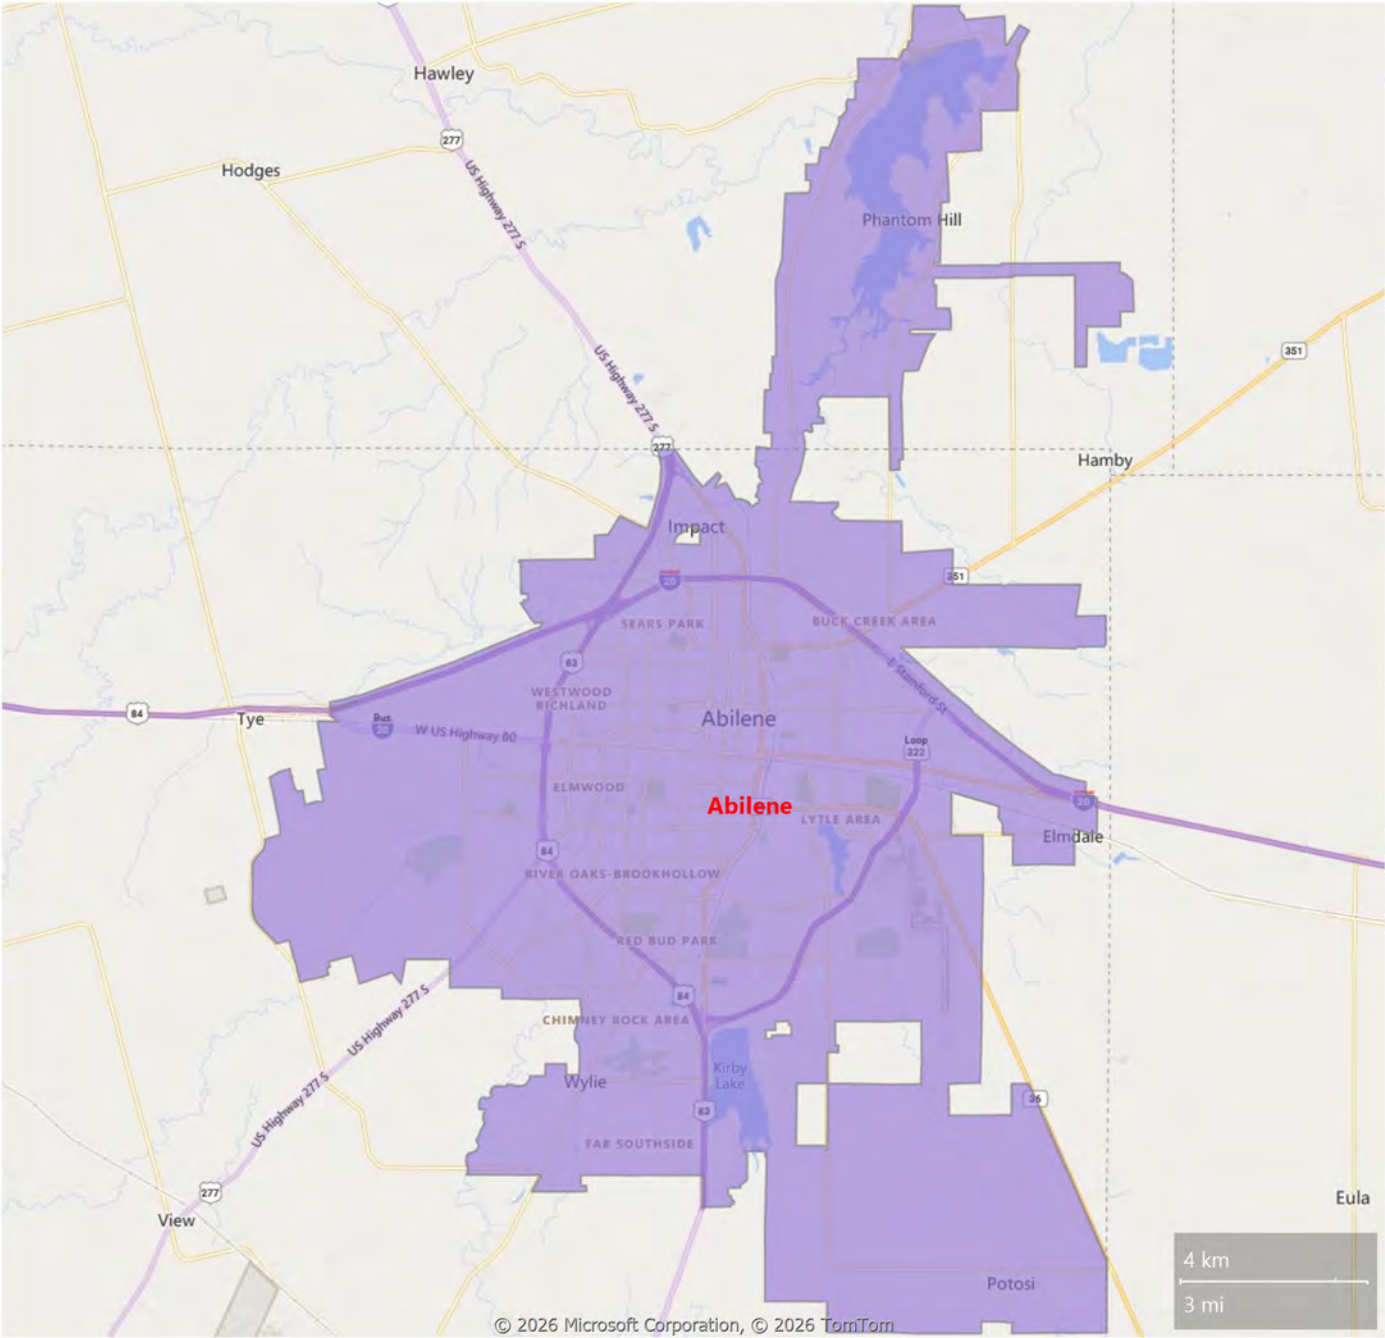 Hawley
277
Hodges
US Highway 277 S
Phantom Hill
US Highway 277 S
351
277
Hamby
Impact
20
351
SEARS PARK
BUCK CREEK AREA
83
E Stamford St
WESTWOOD
RICHLAND
84
Tye
Bus
20
W US Highway 80
Abilene
Loop
322
ELMWOOD
Abilene
LYTLE AREA
20
Elmdale
84
RIVER OAKS-BROOKHOLLOW
RED BUD PARK
84
US Highway 277 S
CHIMNEY ROCK AREA
Wylie
Kirby
Lake
US Highway 277 S
83
36
FAR SOUTHSIDE
277
View
Eula
Potosi
4 km
3 mi
© 2026 Microsoft Corporation, © 2026 TomTom